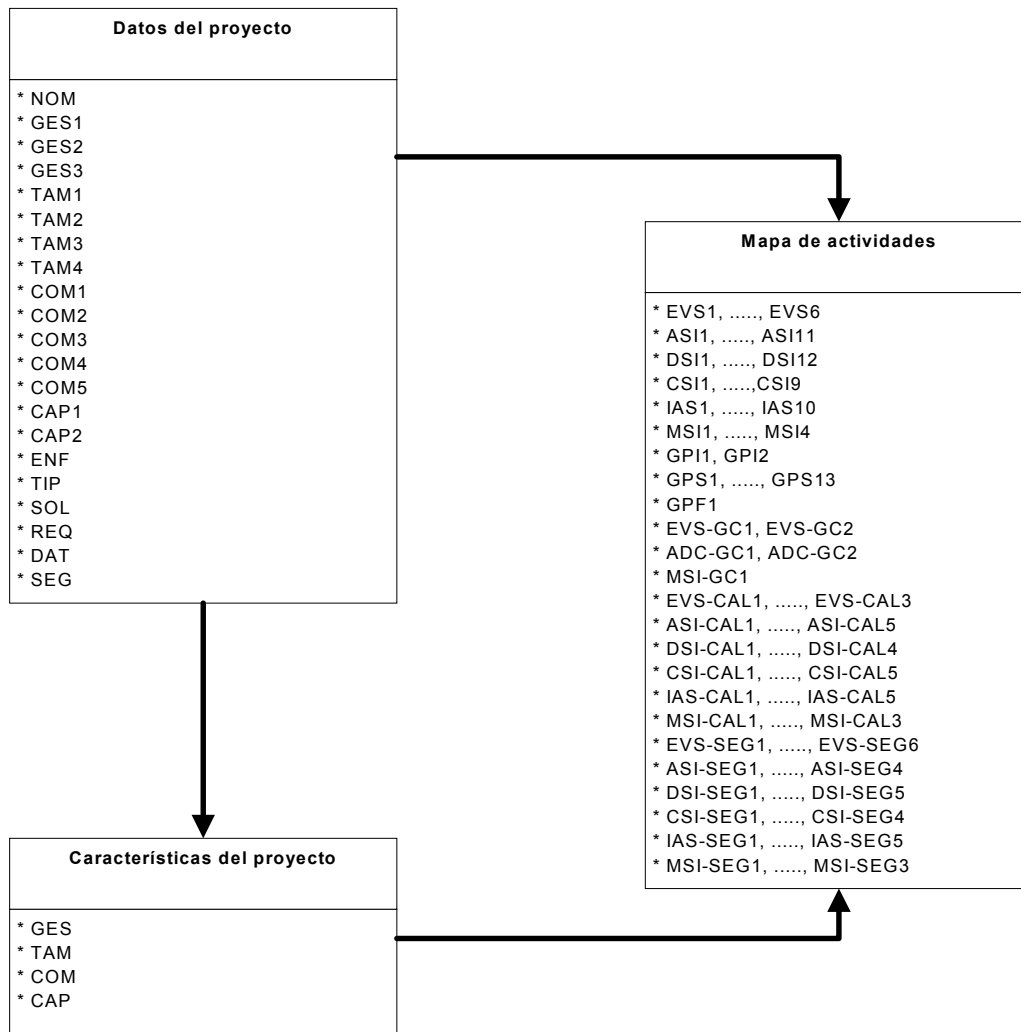 Datos del proyecto
* NOM
* GES1
* GES2
* GES3
* TAM1
* TAM2
* TAM3
* TAM4
* COM1
* COM2
* COM3
* COM4
* COM5
* CAP1
* CAP2
* ENF
* TIP
* SOL
* REQ
* DAT
* SEG
Mapa de actividades
* EVS1, ....., EVS6
* ASI1, ....., ASI11
* DSI1, ....., DSI12
* CSI1, .....,CSI9
* IAS1, ....., IAS10
* MSI1, ....., MSI4
* GPI1, GPI2
* GPS1, ....., GPS13
* GPF1
* EVS-GC1, EVS-GC2
* ADC-GC1, ADC-GC2
* MSI-GC1
* EVS-CAL1, ....., EVS-CAL3
* ASI-CAL1, ....., ASI-CAL5
* DSI-CAL1, ....., DSI-CAL4
* CSI-CAL1, ....., CSI-CAL5
* IAS-CAL1, ....., IAS-CAL5
* MSI-CAL1, ....., MSI-CAL3
* EVS-SEG1, ....., EVS-SEG6
* ASI-SEG1, ....., ASI-SEG4
* DSI-SEG1, ....., DSI-SEG5
* CSI-SEG1, ....., CSI-SEG4
* IAS-SEG1, ....., IAS-SEG5
* MSI-SEG1, ....., MSI-SEG3
Características del proyecto
* GES
* TAM
* COM
* CAP